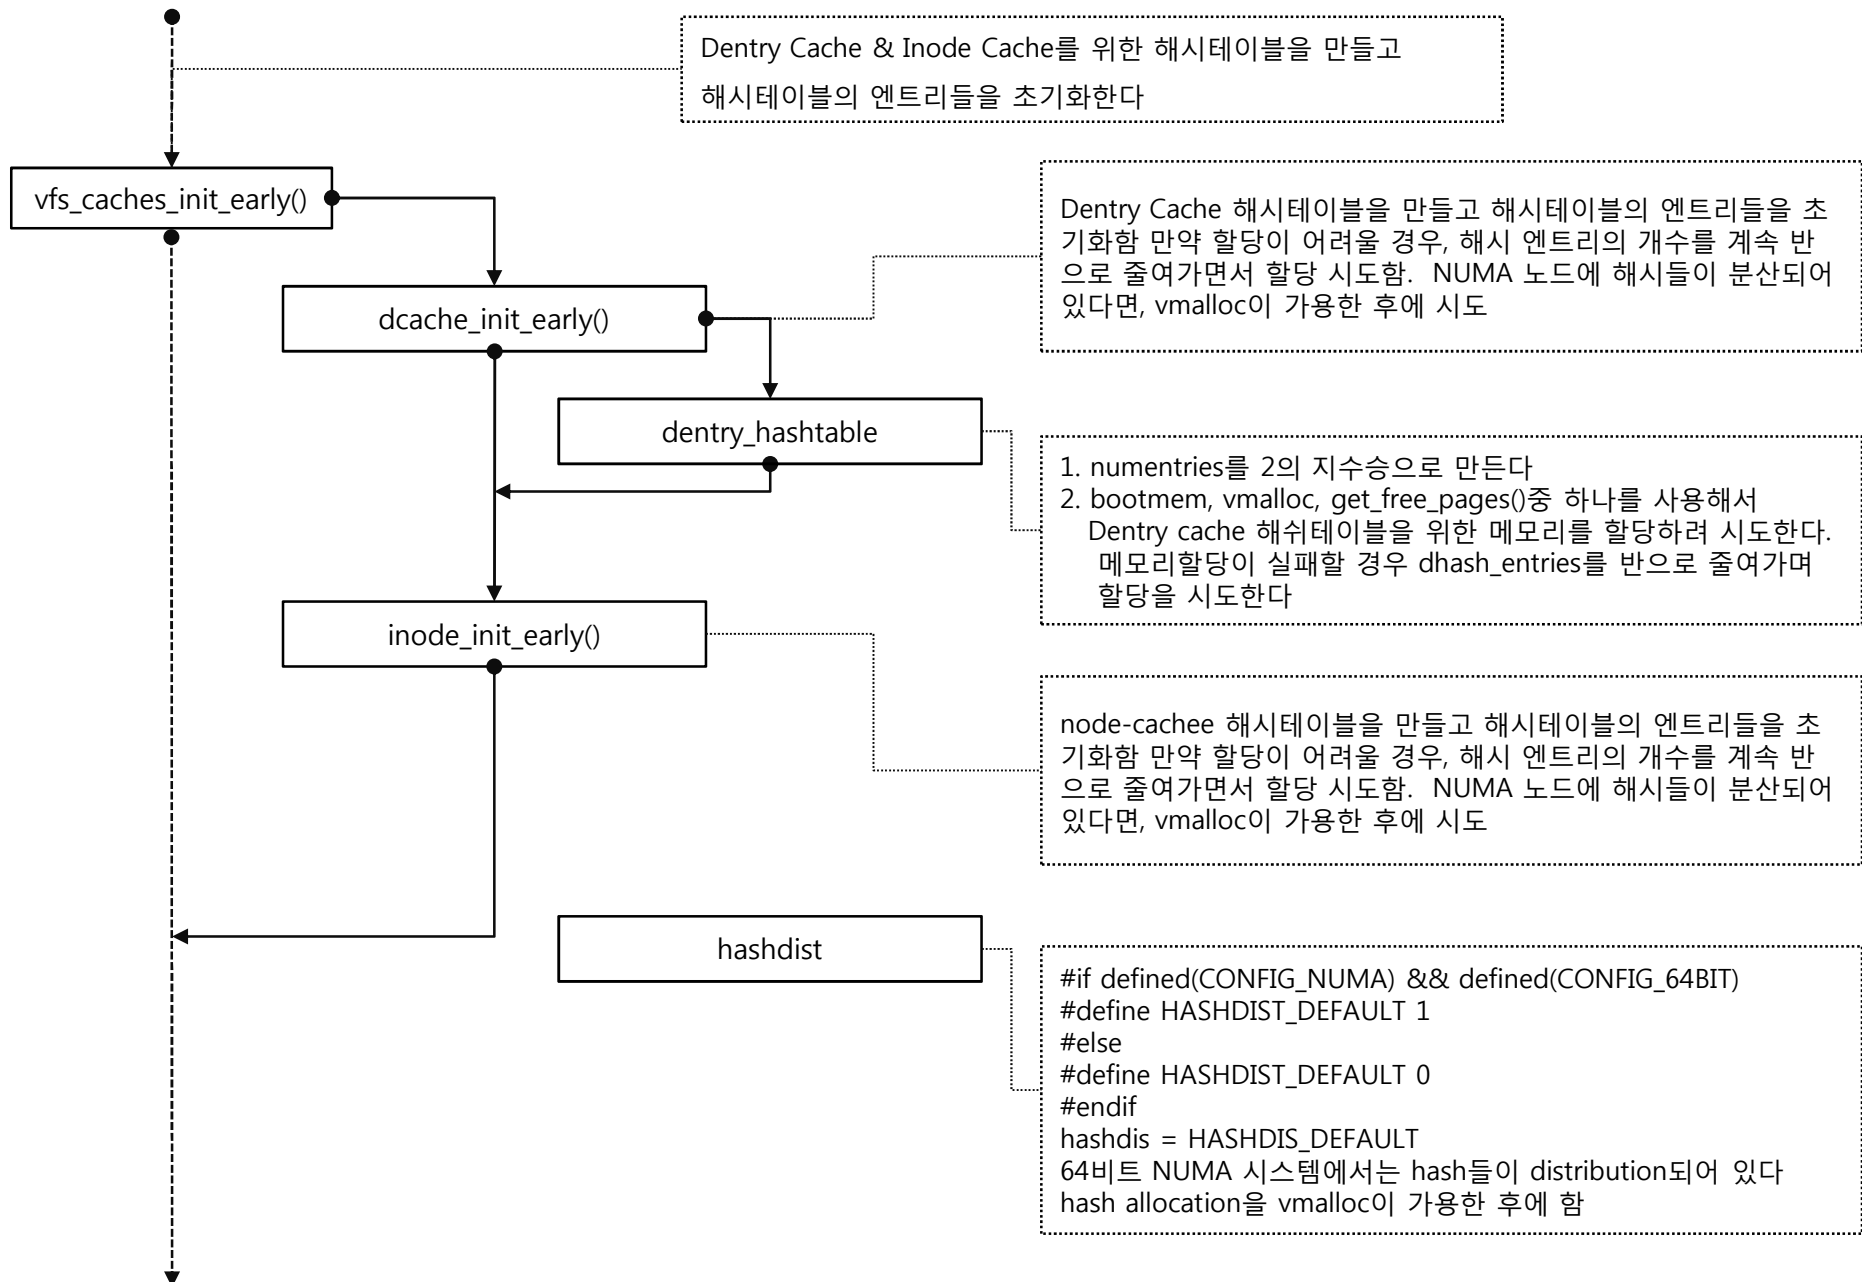 Dentry Cache & Inode Cache를 위한 해시테이블을 만들고
해시테이블의 엔트리들을 초기화한다
vfs_caches_init_early()
Dentry Cache 해시테이블을 만들고 해시테이블의 엔트리들을 초
기화함 만약 할당이 어려울 경우, 해시 엔트리의 개수를 계속 반
으로 줄여가면서 할당 시도함. NUMA 노드에 해시들이 분산되어
있다면, vmalloc이 가용한 후에 시도
dcache_init_early()
dentry_hashtable
1. numentries를 2의 지수승으로 만든다
2. bootmem, vmalloc, get_free_pages()중 하나를 사용해서
Dentry cache 해쉬테이블을 위한 메모리를 할당하려 시도한다.
메모리할당이 실패할 경우 dhash_entries를 반으로 줄여가며
할당을 시도한다
inode_init_early()
node-cachee 해시테이블을 만들고 해시테이블의 엔트리들을 초
기화함 만약 할당이 어려울 경우, 해시 엔트리의 개수를 계속 반
으로 줄여가면서 할당 시도함. NUMA 노드에 해시들이 분산되어
있다면, vmalloc이 가용한 후에 시도
hashdist
#if defined(CONFIG_NUMA) && defined(CONFIG_64BIT)
#define HASHDIST_DEFAULT 1
#else
#define HASHDIST_DEFAULT 0
#endif
hashdis = HASHDIS_DEFAULT
64비트 NUMA 시스템에서는 hash들이 distribution되어 있다
hash allocation을 vmalloc이 가용한 후에 함